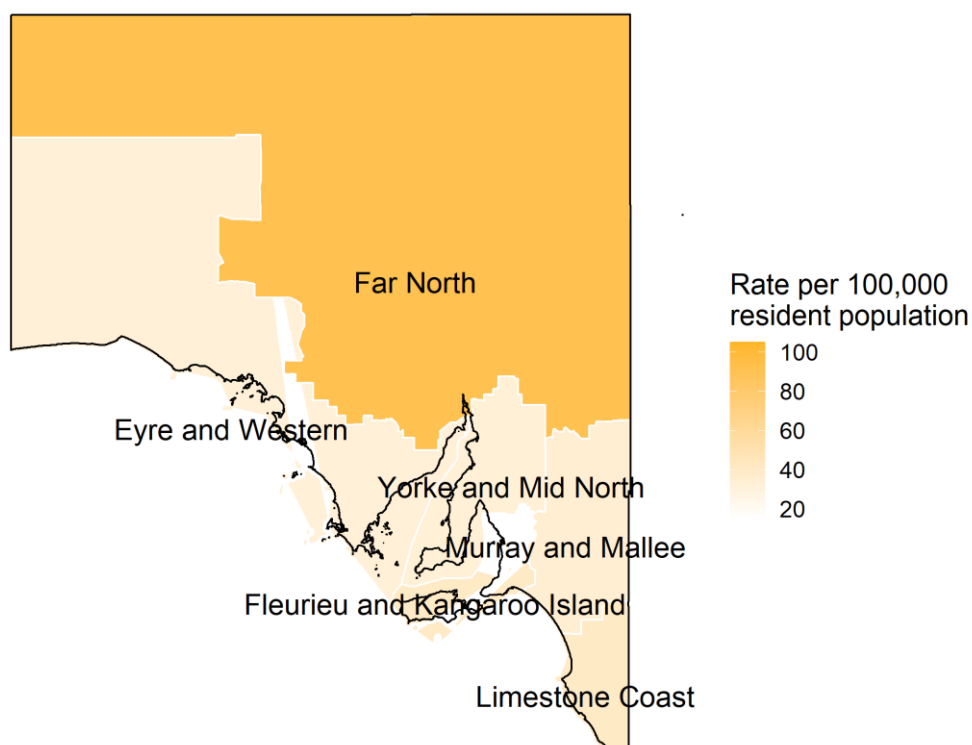 Far North
Rate per 100,000
resident population
100
80
60
40
20
Eyre and Western
Yorke and Mid North
Murray and Mallee
Fleurieu and Kangaroo Island
Limestone Coast